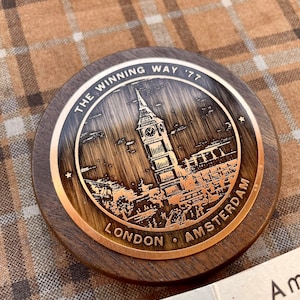 THE WINNING WAY '77
LONDON • AMSTERDAM
Am